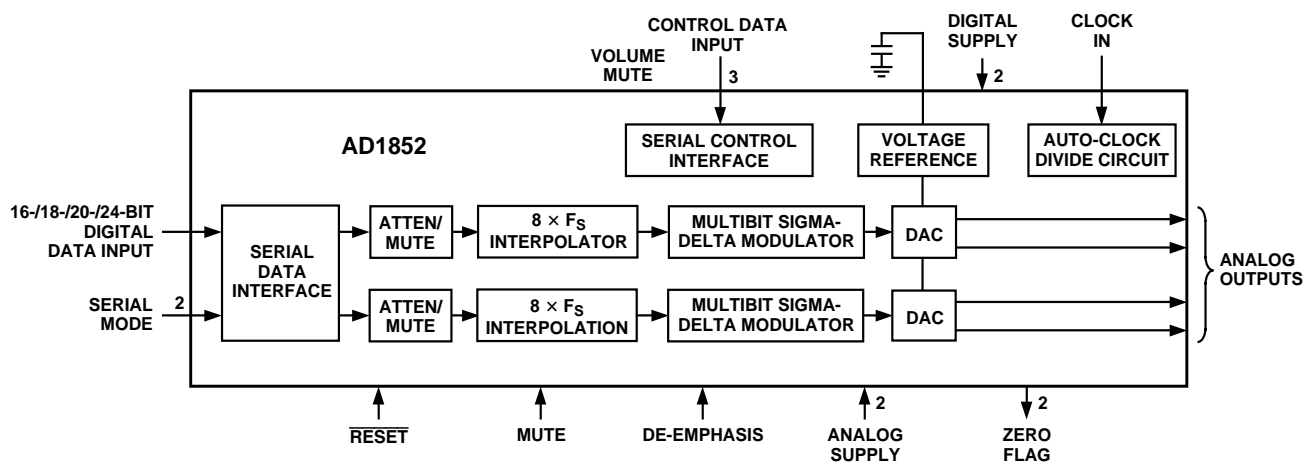 CONTROL DATA
INPUT
DIGITAL
SUPPLY
CLOCK
IN
VOLUME
MUTE
3
2
AD1852
SERIAL CONTROL
INTERFACE
VOLTAGE
REFERENCE
AUTO-CLOCK
DIVIDE CIRCUIT
16-/18-/20-/24-BIT
DIGITAL
DATA INPUT
SERIAL
MODE
2
SERIAL
DATA
INTERFACE
ATTEN/
MUTE
8 × FS
INTERPOLATOR
MULTIBIT SIGMA-
DELTA MODULATOR
DAC
ATTEN/
MUTE
8 × FS
INTERPOLATION
MULTIBIT SIGMA-
DELTA MODULATOR
DAC
ANALOG
OUTPUTS
RESET
MUTE
DE-EMPHASIS
2
ANALOG
SUPPLY
2
ZERO
FLAG